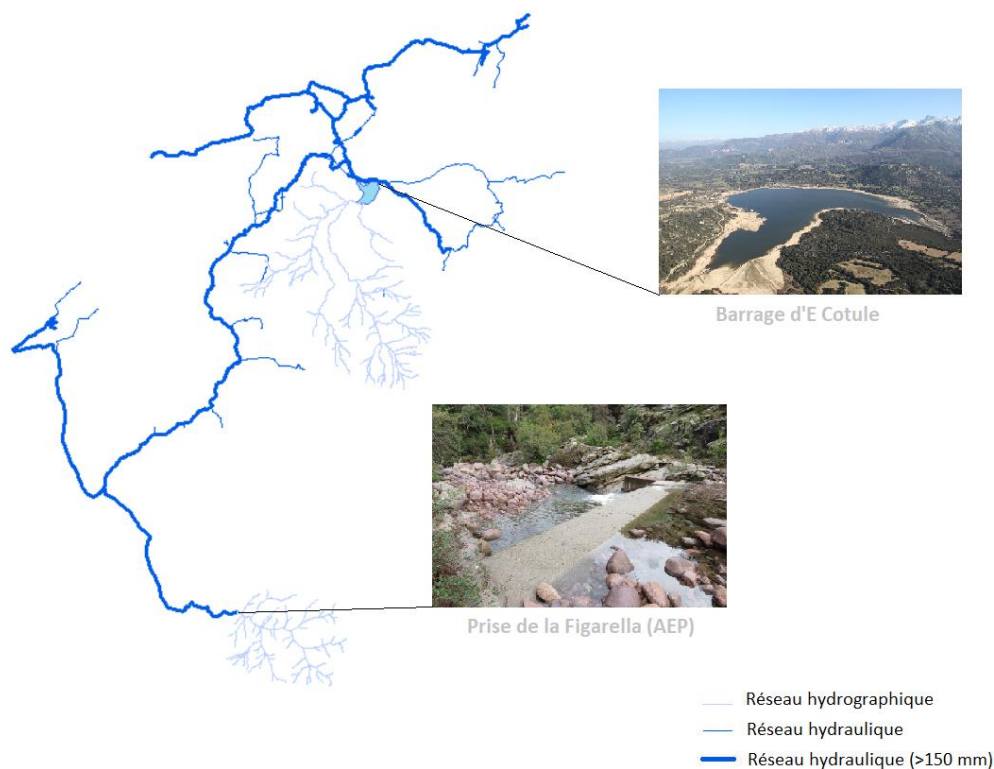 Barrage d'E Cotule
Prise de la Figarella (AEP)
Réseau hydrographique
Réseau hydraulique
Réseau hydraulique (>150 mm)